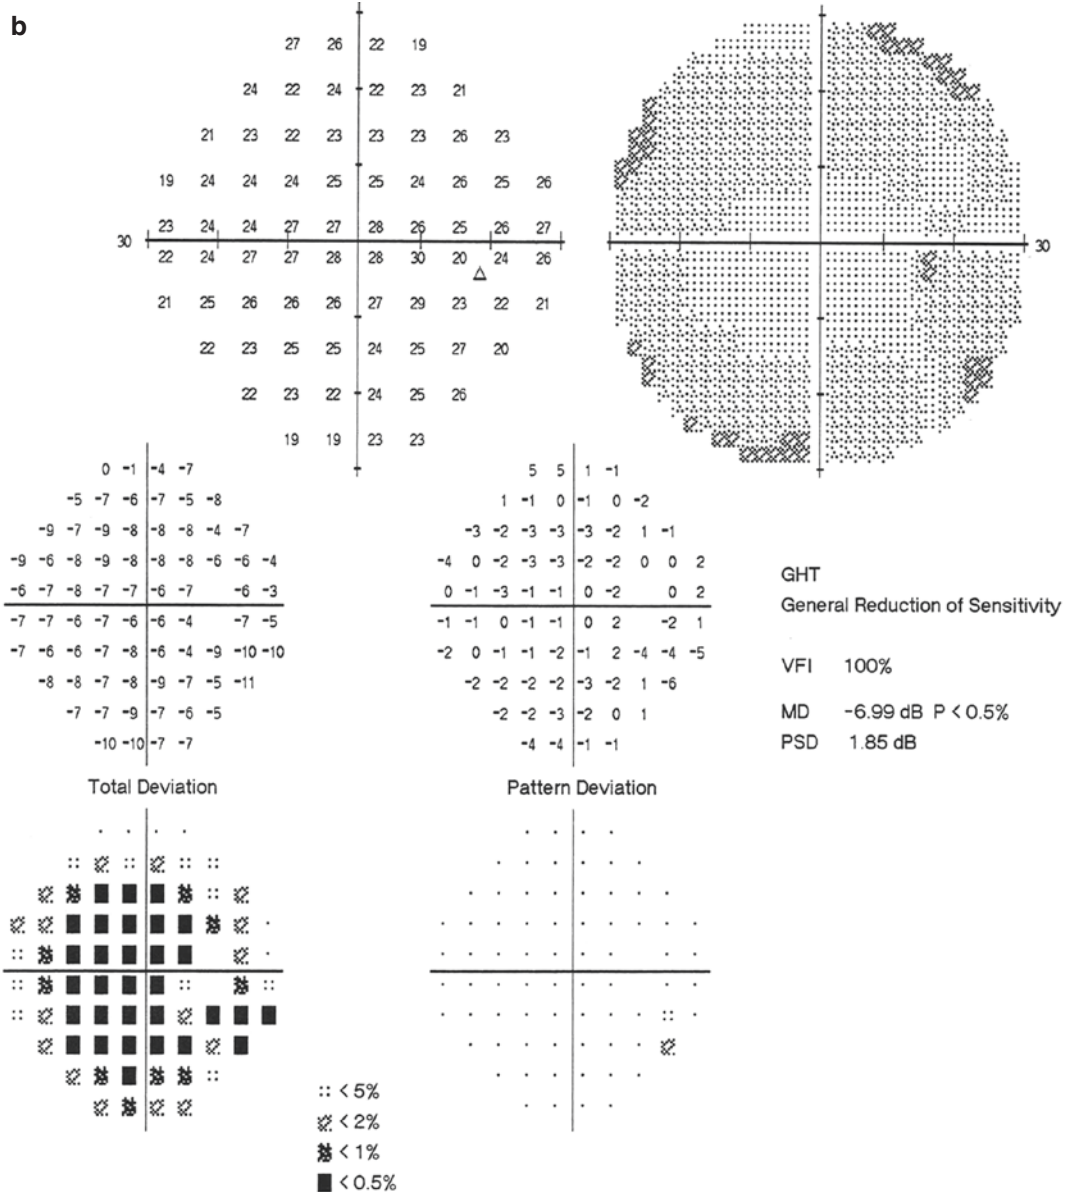 b
27 26 22 19
24 22 24 22 23 21
21 23 22 23 23 23 26 23
19 24 24 24 25 25 24 26 25 26
23 24 24 27 27 28 26 25 26 27
30
22 24 27 27 28 28 30 20 24 26
21 25 26 26 26 27 29 23 22 21
22 23 25 25 24 25 27 20
22 23 22 24 25 26
19 19 23 23
30
0 -1 -4 -7
-5 -7 -6 -7 -5 -8
-9 -7 -9 -8 -8 -8 -4 -7
-9 -6 -8 -9 -8 -8 -8 -6 -6 -4
-6 -7 -8 -7 -7 -6 -7 -6 -3
-7 -7 -6 -7 -6 -6 -4 -7 -5
-7 -6 -6 -7 -8 -6 -4 -9 -10 -10
-8 -8 -7 -8 -9 -7 -5 -11
-7 -7 -9 -7 -6 -5
-10 -10 -7 -7
Total Deviation
5 5 1 -1
1 -1 0 -1 0 -2
-3 -2 -3 -3 -3 -2 1 -1
-4 0 -2 -3 -3 -2 -2 0 0 2
0 -1 -3 -1 -1 0 -2 0 2
-1 -1 0 -1 -1 0 2 -2 1
-2 0 -1 -1 -2 -1 2 -4 -4 -5
-2 -2 -2 -2 -3 -2 1 -6
-2 -2 -3 -2 0 1
-4 -4 -1 -1
Pattern Deviation
GHT
General Reduction of Sensitivity
VFI 100%
MD -6.99 dB P < 0.5%
PSD 1.85 dB
< 5%
< 2%
< 1%
< 0.5%